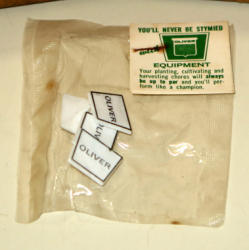 YOU'LL NEVER BE STYMIED
OLIVER
EQUIPMENT
Your planting, cultivating and
harvesting chores will always
be up to par and you'll per-
form like a champion.
OLIVER
OLIVER